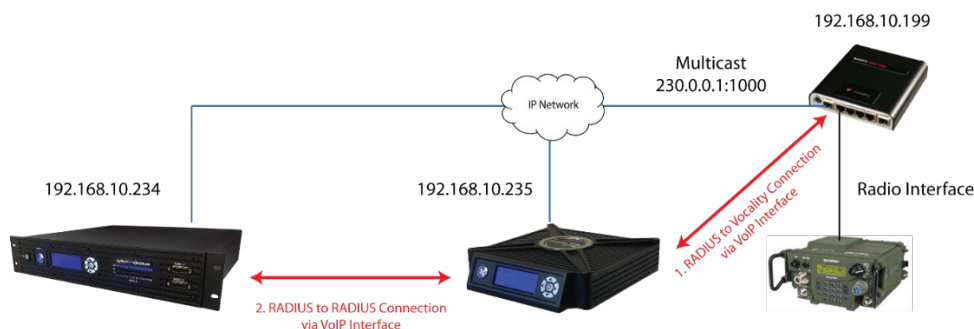 192.168.10.199
Multicast
230.0.0.1:1000
IP Network
192.168.10.234
192.168.10.235
1. RADIUS to Vocality Connection
via VoIP Interface
Radio Interface
2. RADIUS to RADIUS Connection
via VoIP Interface